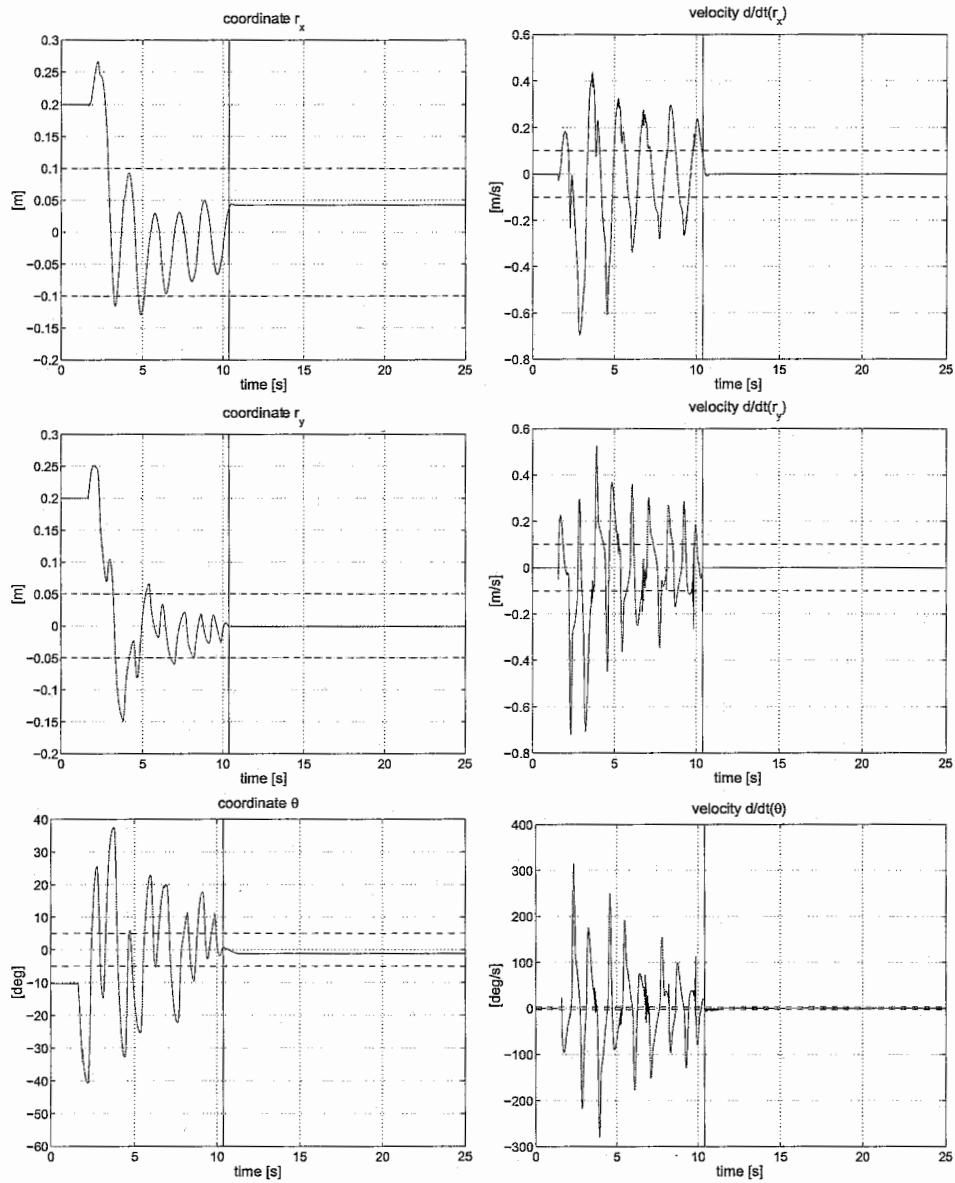 coordinate r_x
0.3
0.25
0.2
0.15
0.1
0.05
0
−0.05
−0.1
−0.15
−0.2
[m]
0 5 10 15 20 25
time [s]
velocity d/dt(r_x)
0.6
0.4
0.2
0
−0.2
−0.4
−0.6
−0.8
[m/s]
0 5 10 15 20 25
time [s]
coordinate r_y
0.3
0.25
0.2
0.15
0.1
0.05
0
−0.05
−0.1
−0.15
−0.2
[m]
0 5 10 15 20 25
time [s]
velocity d/dt(r_y)
0.6
0.4
0.2
0
−0.2
−0.4
−0.6
−0.8
[m/s]
0 5 10 15 20 25
time [s]
coordinate θ
40
30
20
10
0
−10
−20
−30
−40
−50
−60
[deg]
0 5 10 15 20 25
time [s]
velocity d/dt(θ)
400
300
200
100
0
−100
−200
−300
[deg/s]
0 5 10 15 20 25
time [s]